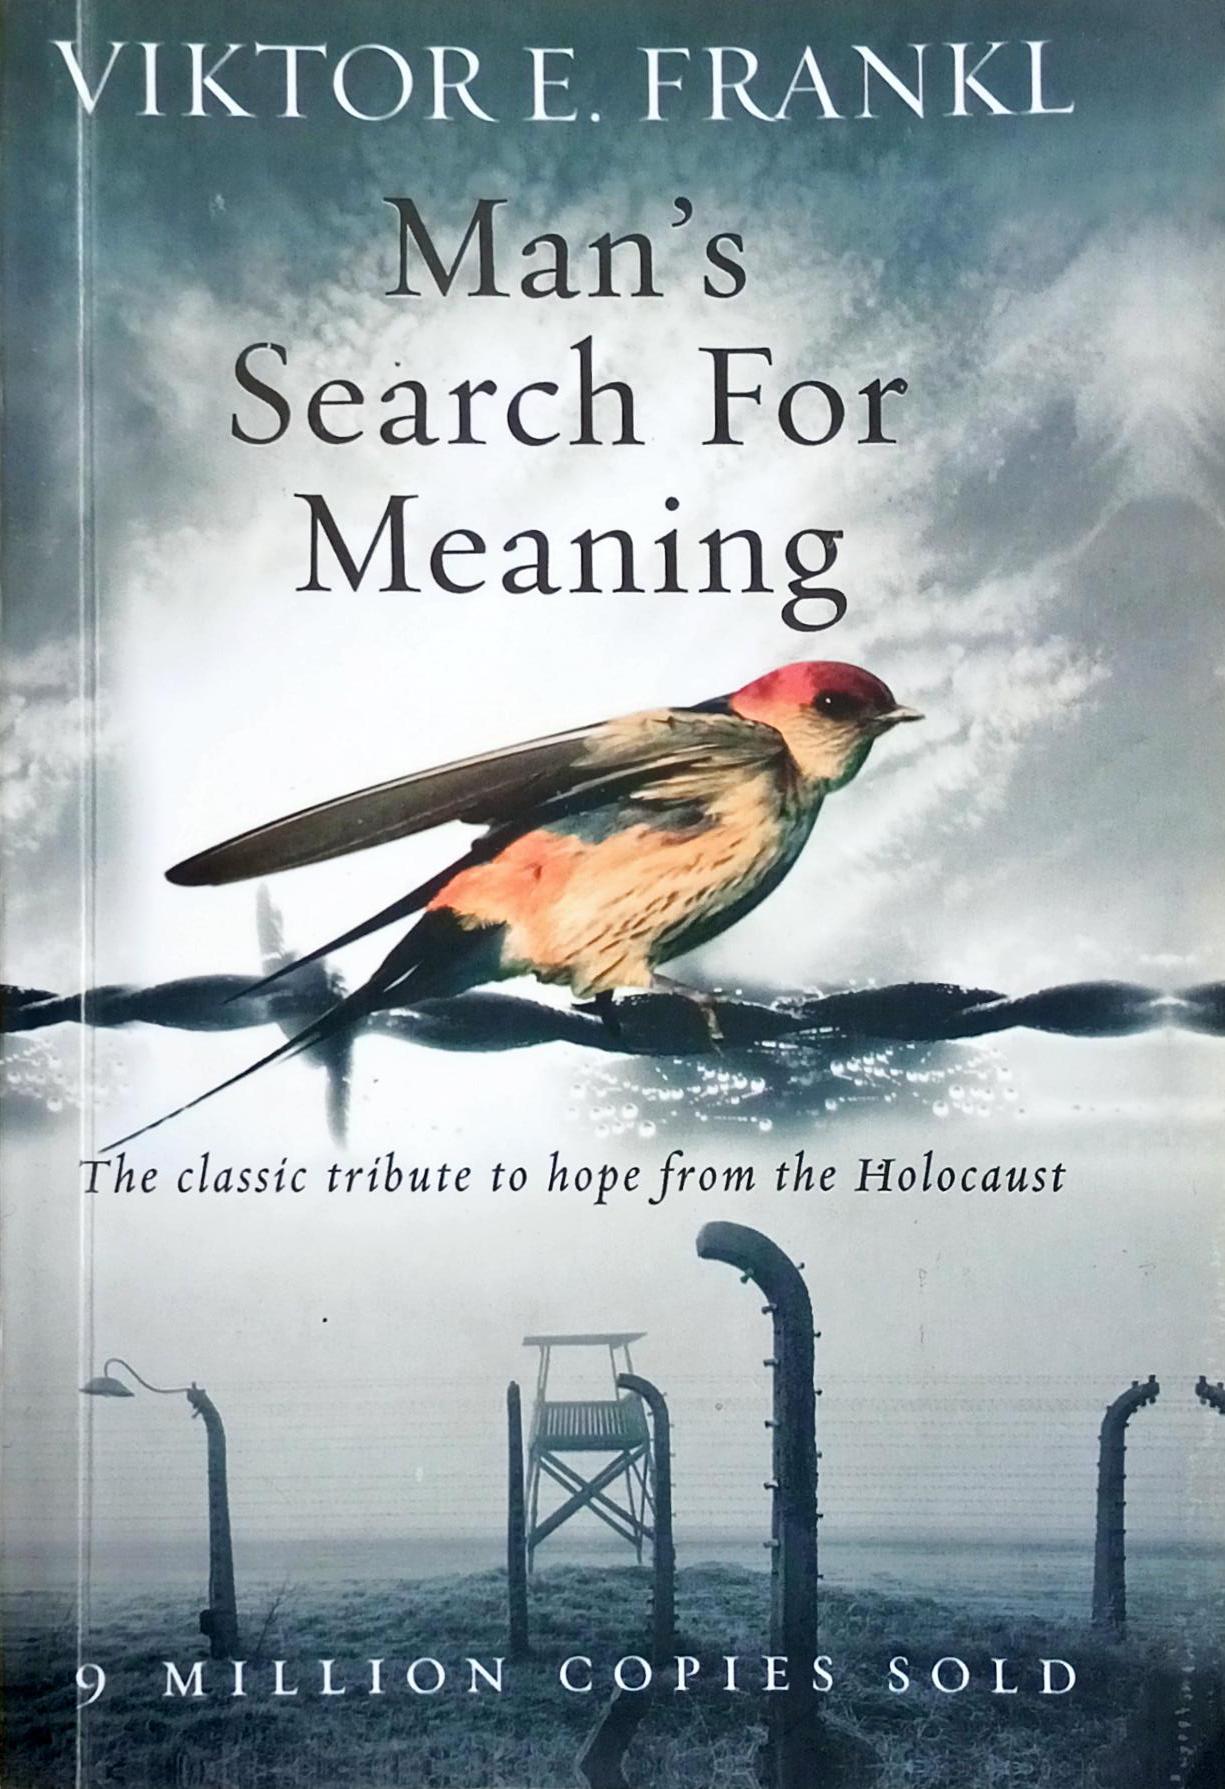 VIKTOR E. FRANKL
Man's
Search For
Meaning
The classic tribute to hope from the Holocaust
9 MILLION COPIES SOLD